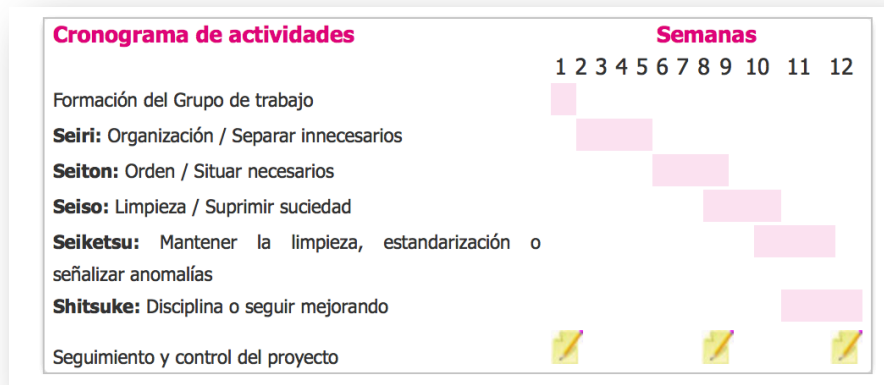 Cronograma de actividades Semanas
1 2 3 4 5 6 7 8 9 10 11 12
Formación del Grupo de trabajo
Seiri: Organización / Separar innecesarios
Seiton: Orden / Situar necesarios
Seiso: Limpieza / Suprimir suciedad
Seiketsu: Mantener la limpieza, estandarización o
señalizar anomalías
Shitsuke: Disciplina o seguir mejorando
Seguimiento y control del proyecto